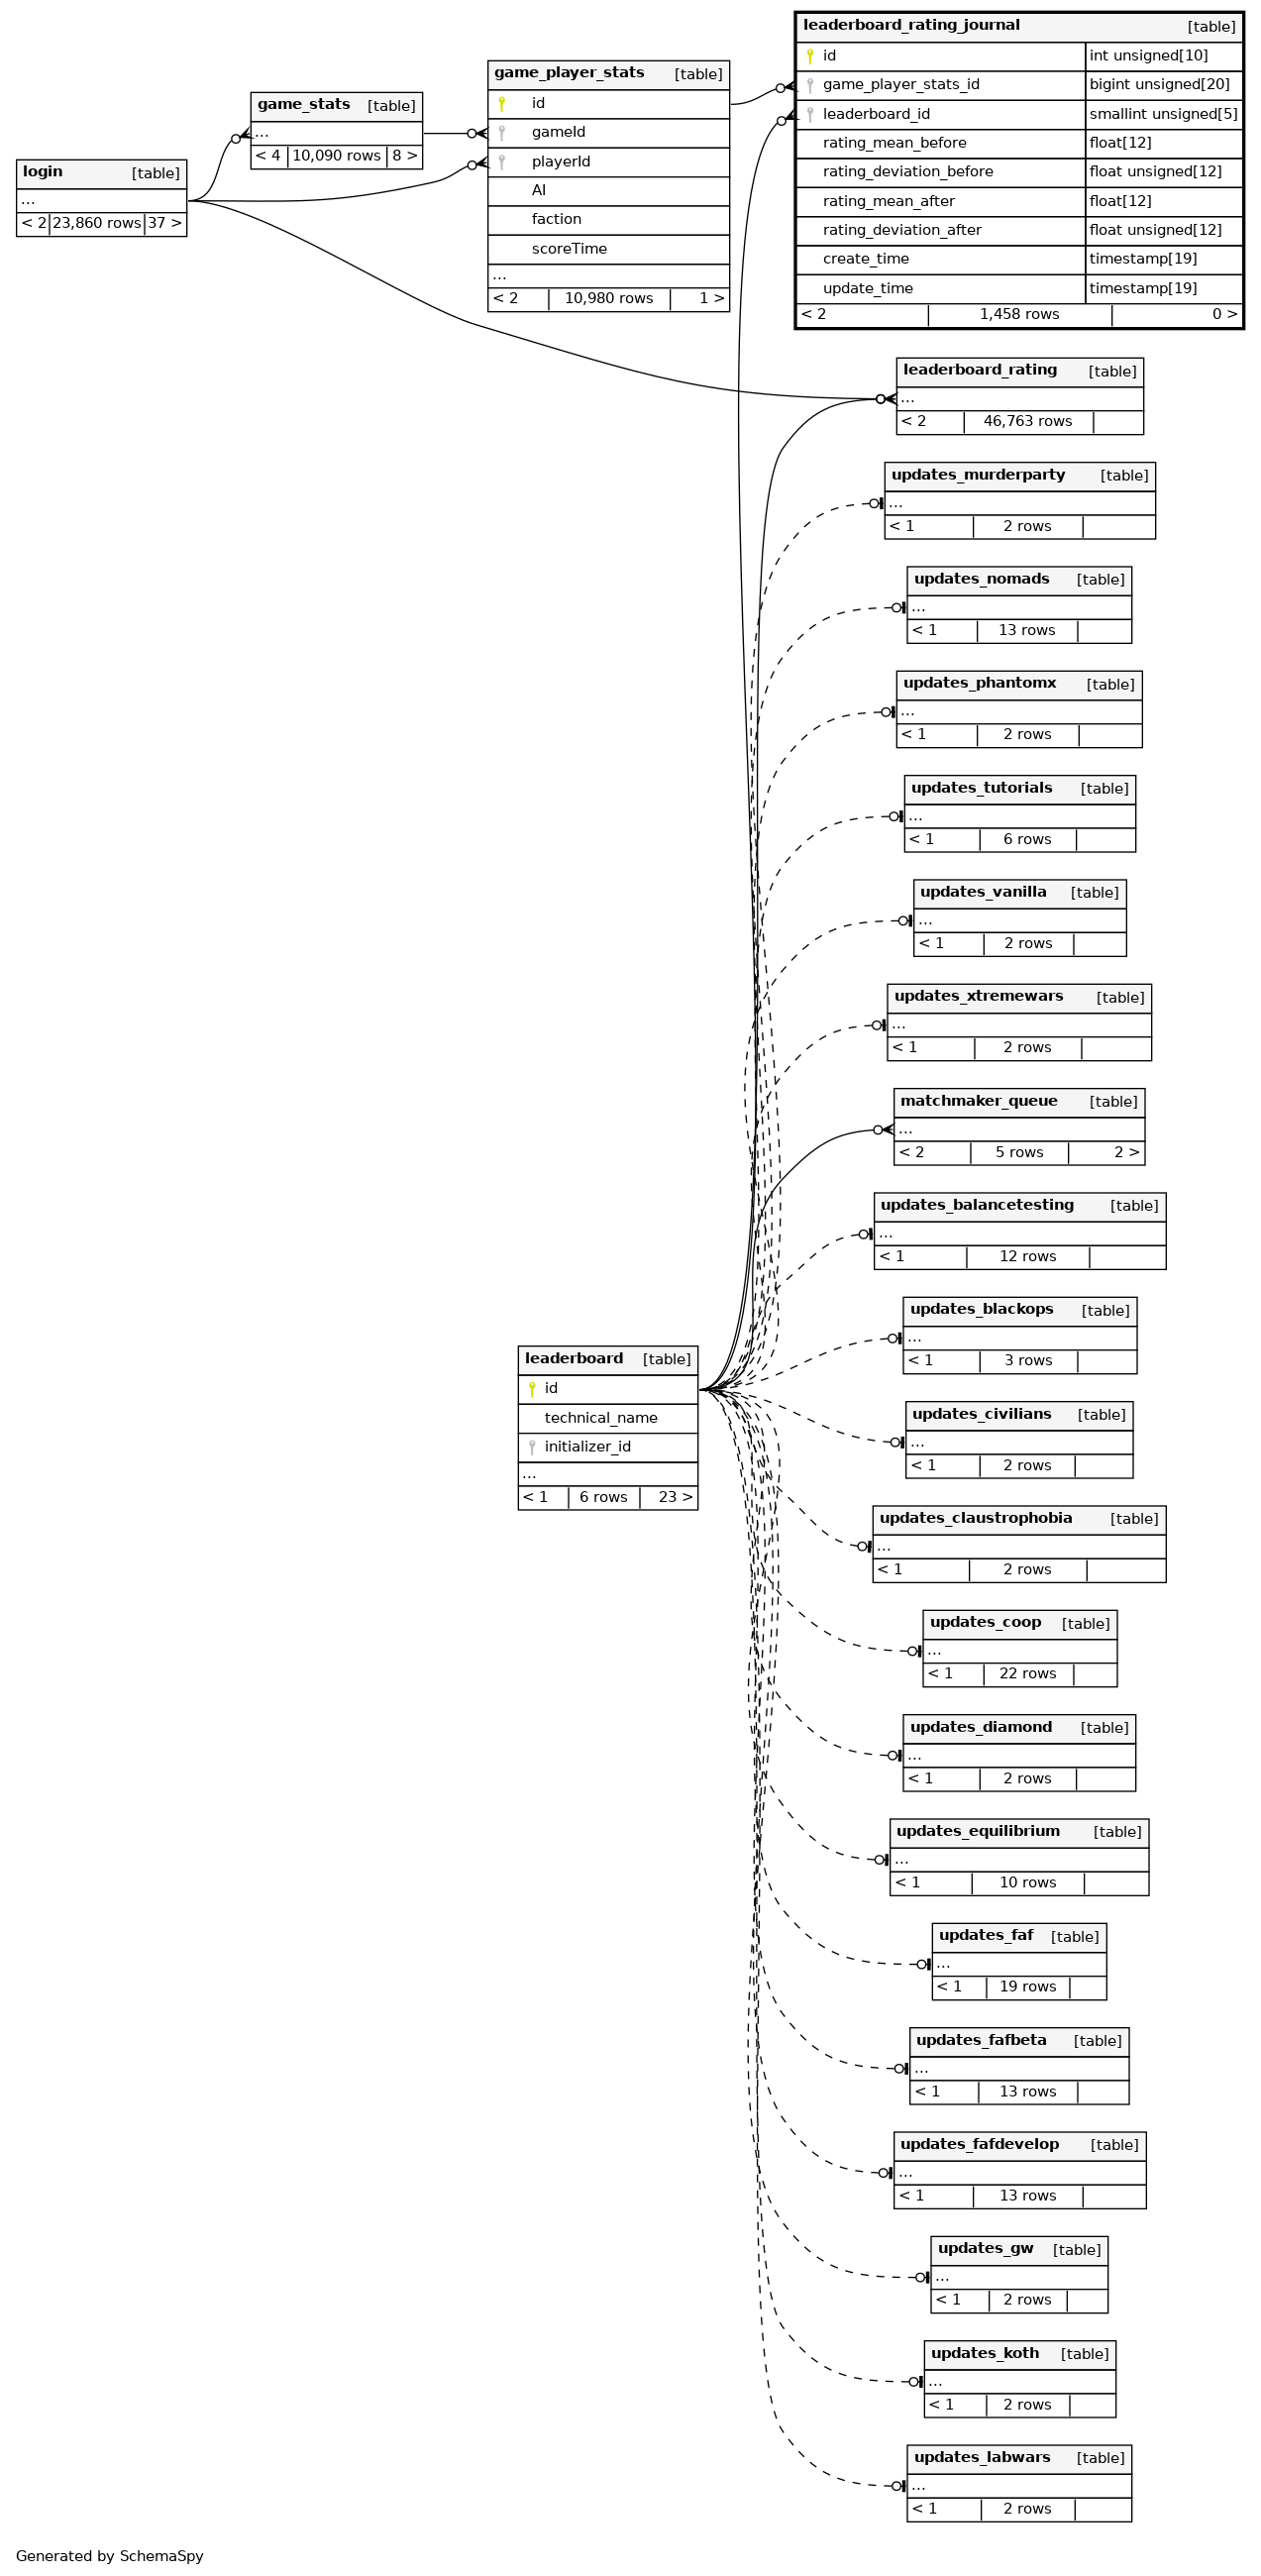 leaderboard_rating_journal [table]
id int unsigned[10]
game_player_stats_id bigint unsigned[20]
leaderboard_id smallint unsigned[5]
rating_mean_before float[12]
rating_deviation_before float unsigned[12]
rating_mean_after float[12]
rating_deviation_after float unsigned[12]
create_time timestamp[19]
update_time timestamp[19]
< 2 1,458 rows 0 >
game_player_stats [table]
id
gameId
playerId
AI
faction
scoreTime
...
< 2 10,980 rows 1 >
game_stats [table]
...
< 4 10,090 rows 8 >
login [table]
...
< 2 23,860 rows 37 >
leaderboard_rating [table]
...
< 2 46,763 rows
updates_murderparty [table]
...
< 1 2 rows
updates_nomads [table]
...
< 1 13 rows
updates_phantomx [table]
...
< 1 2 rows
updates_tutorials [table]
...
< 1 6 rows
updates_vanilla [table]
...
< 1 2 rows
updates_xtremewars [table]
...
< 1 2 rows
matchmaker_queue [table]
...
< 2 5 rows 2 >
updates_balancetesting [table]
...
< 1 12 rows
updates_blackops [table]
...
< 1 3 rows
leaderboard [table]
id
technical_name
initializer_id
...
< 1 6 rows 23 >
updates_civilians [table]
...
< 1 2 rows
updates_claustrophobia [table]
...
< 1 2 rows
updates_coop [table]
...
< 1 22 rows
updates_diamond [table]
...
< 1 2 rows
updates_equilibrium [table]
...
< 1 10 rows
updates_faf [table]
...
< 1 19 rows
updates_fafbeta [table]
...
< 1 13 rows
updates_fafdevelop [table]
...
< 1 13 rows
updates_gw [table]
...
< 1 2 rows
updates_koth [table]
...
< 1 2 rows
updates_labwars [table]
...
< 1 2 rows
Generated by SchemaSpy